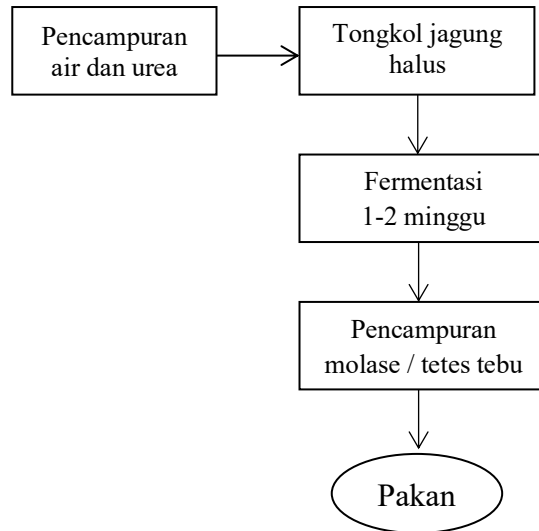 Pencampuran
air dan urea
Tongkol jagung
halus
Fermentasi
1-2 minggu
Pencampuran
molase / tetes tebu
Pakan